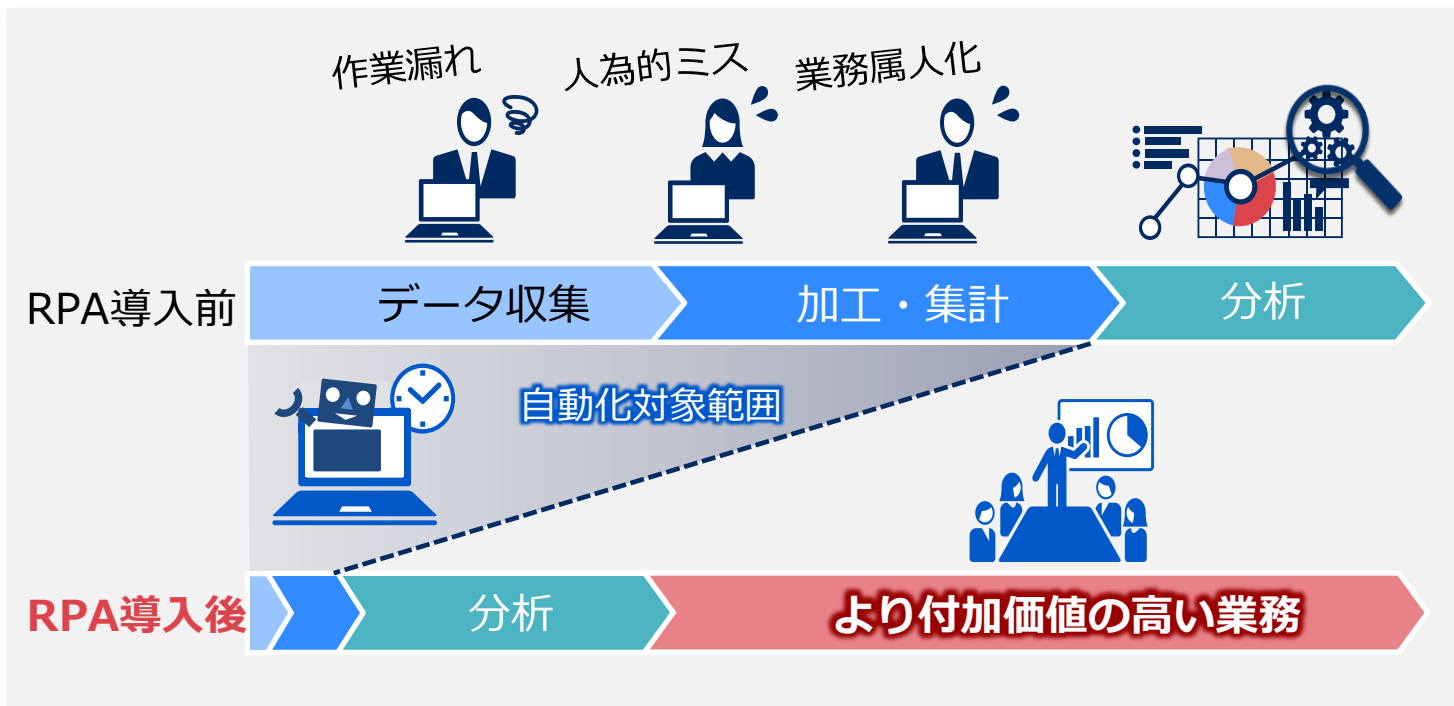 作業漏れ
人為的ミス
業務属人化
RPA導入前
データ収集
加工・集計
分析
自動化対象範囲
RPA導入後
分析
より付加価値の高い業務